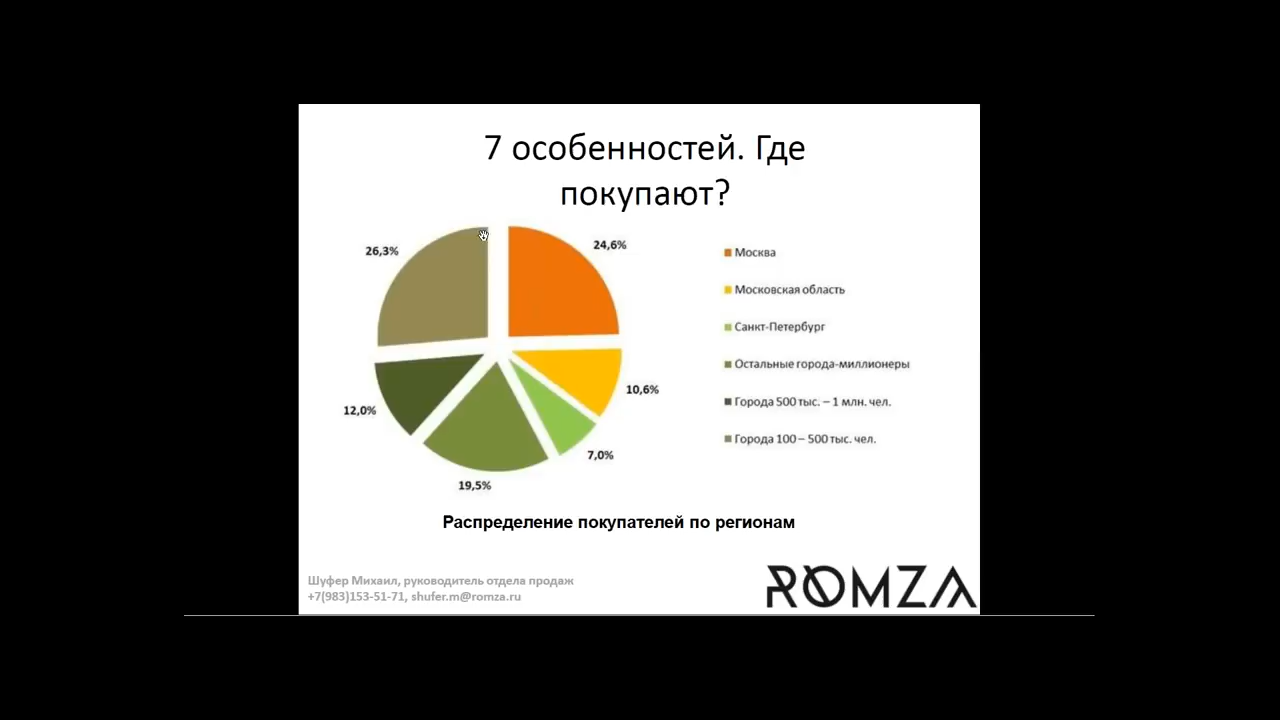 7 особенностей. Где
покупают?
26,3%
24,6%
10,6%
7,0%
19,5%
12,0%
Москва
Московская область
Санкт-Петербург
Остальные города-миллионеры
Города 500 тыс. – 1 млн. чел.
Города 100 – 500 тыс. чел.
Распределение покупателей по регионам
Шуфер Михаил, руководитель отдела продаж
+7(983)153-51-71, shufer.m@romza.ru
ROMZA